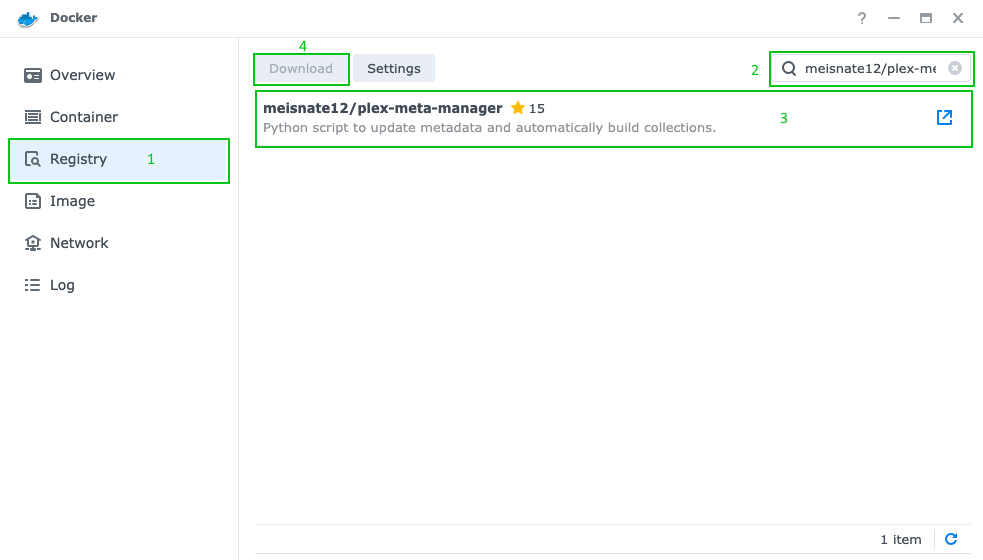 Docker
?
Overview
Container
Registry 1
Image
Network
Log
4
Download Settings
2 meisnate12/plex-me
meisnate12/plex-meta-manager 15
Python script to update metadata and automatically build collections.
3
1 item